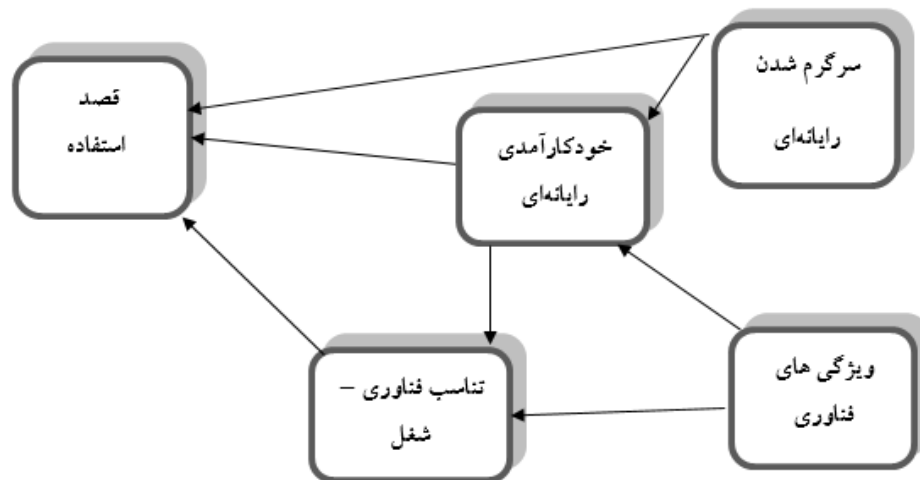 سرگرم شدن
رایانه‌ای
قصد
استفاده
خودکارآمدی
رایانه‌ای
ویژگی های
فناوری
تناسب فناوری –
شغل